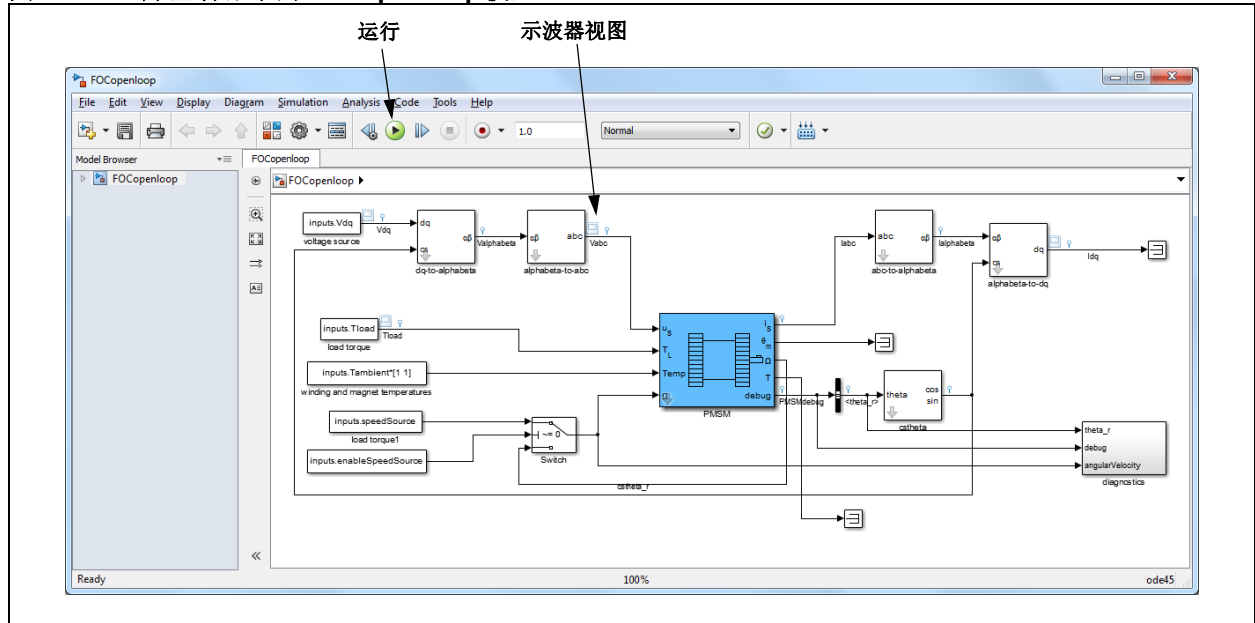 运行
示波器视图
FOCopenloop
File Edit View Display Diagram Simulation Analysis Code Tools Help
1.0
Normal
Model Browser
FOCopenloop
FOCopenloop
FOCopenloop
inputs.Vdq
voltage source
Vdq
dq
cs
αβ
dq-to-alphabeta
Valphabeta
αβ
abc
alphabeta-to-abc
Vabc
Iabc
abc
αβ
abc-to-alphabeta
Ialphabeta
αβ
cs
dq
alphabeta-to-dq
Idq
inputs.Tload
load torque
Tload
inputs.Tambient*[1 1]
winding and magnet temperatures
inputs.speedSource
load torque1
inputs.enableSpeedSource
~= 0
Switch
u_s
T_L
Temp
Ω
i_s
θ_m
Ω
T
debug
PMSM
PMSMdebug
<theta_r>
theta
cos
sin
cstheta
cstheta_r
theta_r
debug
angularVelocity
diagnostics
Ready
100%
ode45